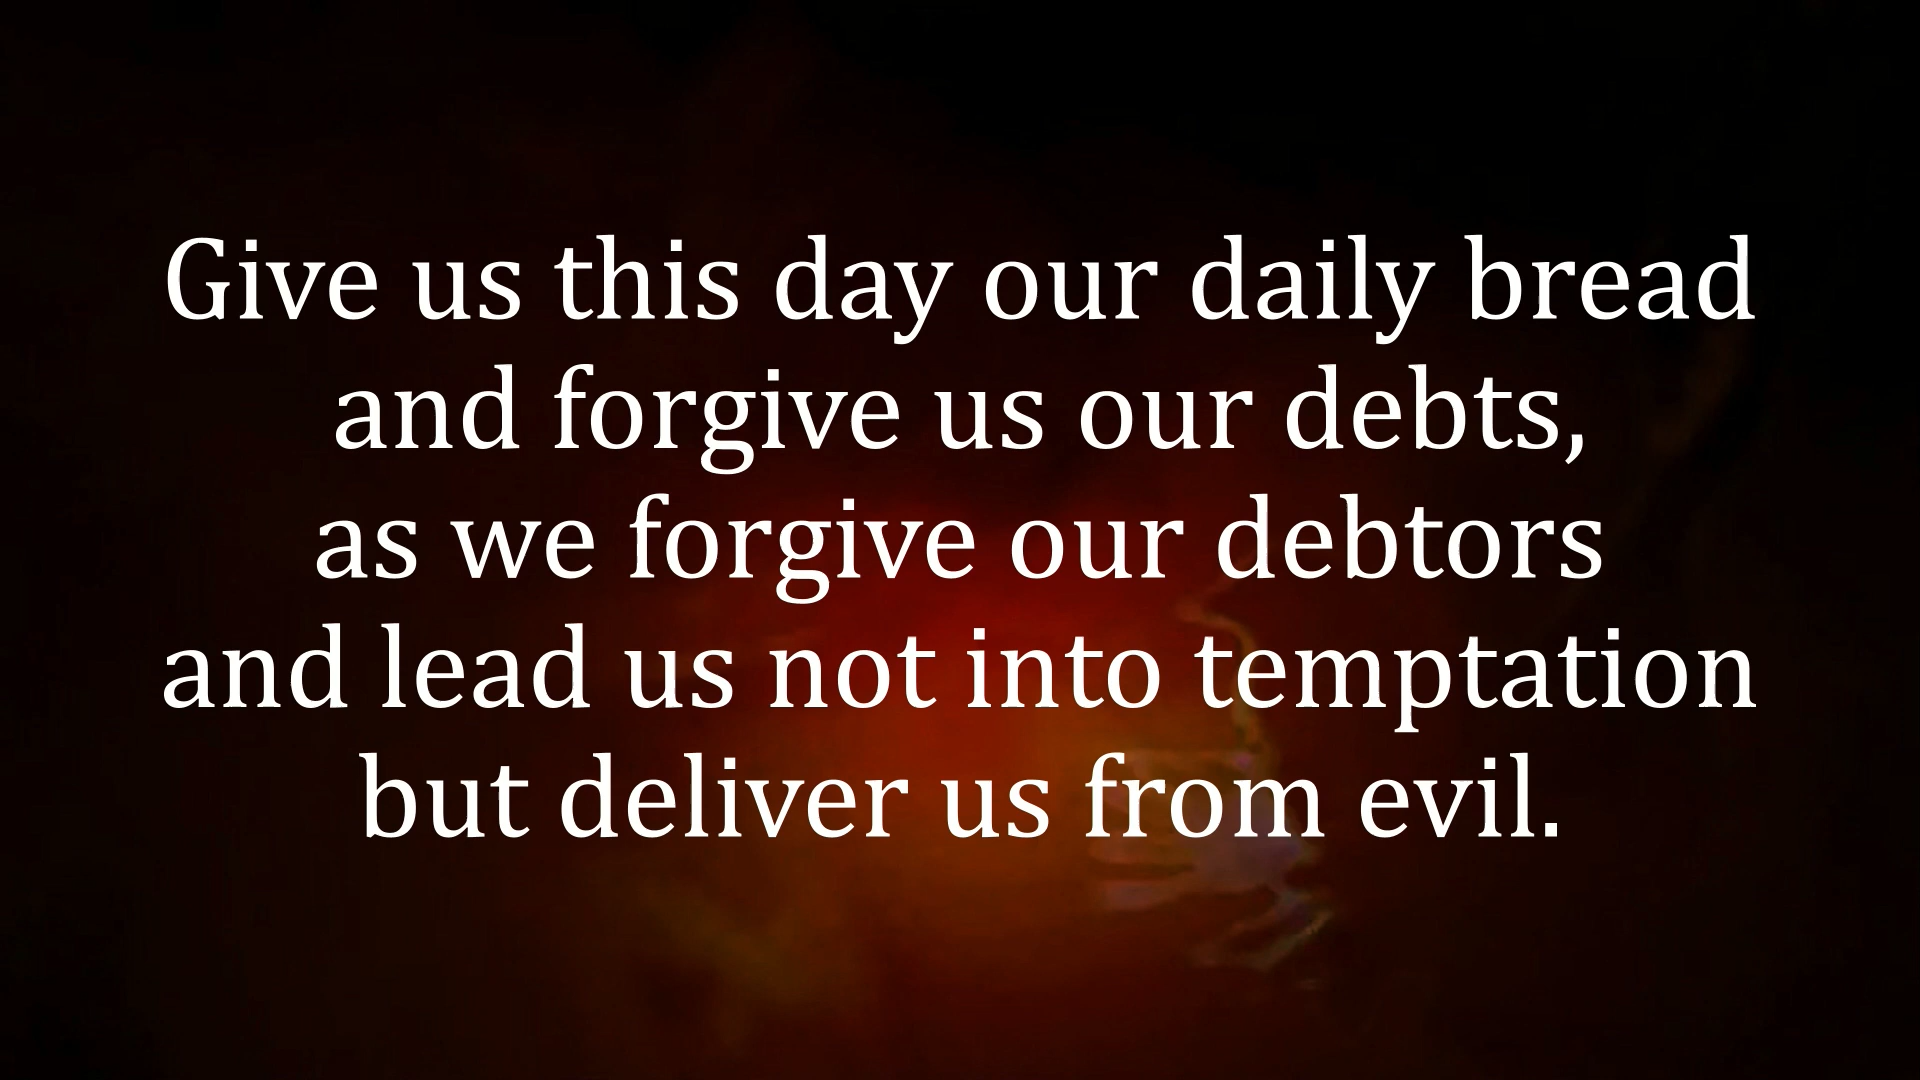 Give us this day our daily bread
and forgive us our debts,
as we forgive our debtors
and lead us not into temptation
but deliver us from evil.